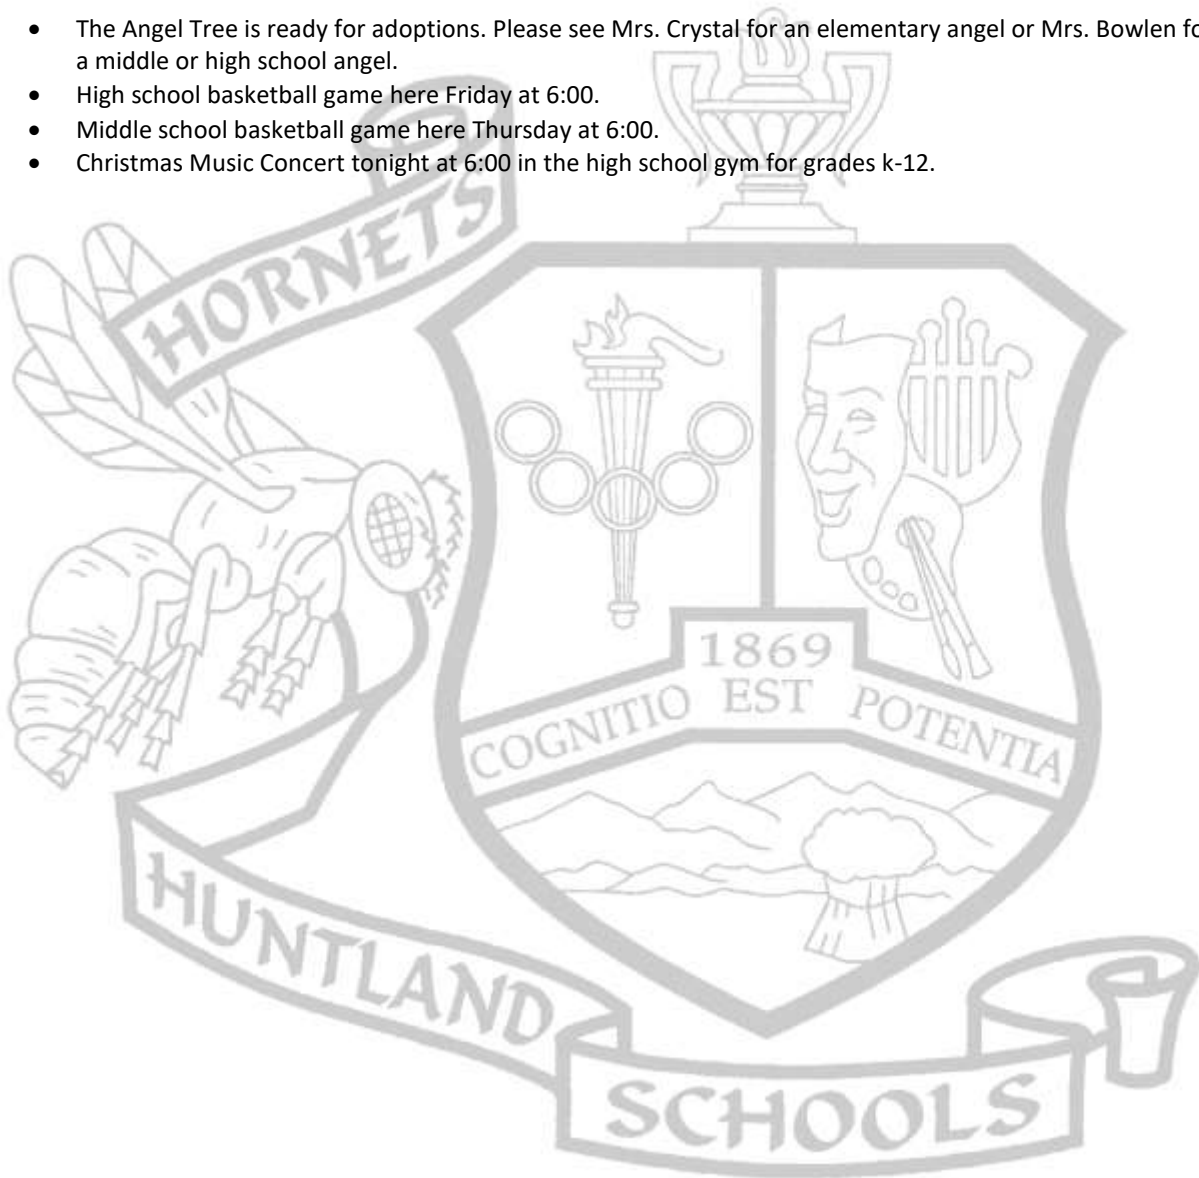 • The Angel Tree is ready for adoptions. Please see Mrs. Crystal for an elementary angel or Mrs. Bowlen fo
a middle or high school angel.
• High school basketball game here Friday at 6:00.
• Middle school basketball game here Thursday at 6:00.
• Christmas Music Concert tonight at 6:00 in the high school gym for grades k-12.
HORNETS
1869
COGNITIO EST POTENTIA
HUNTLAND
SCHOOLS